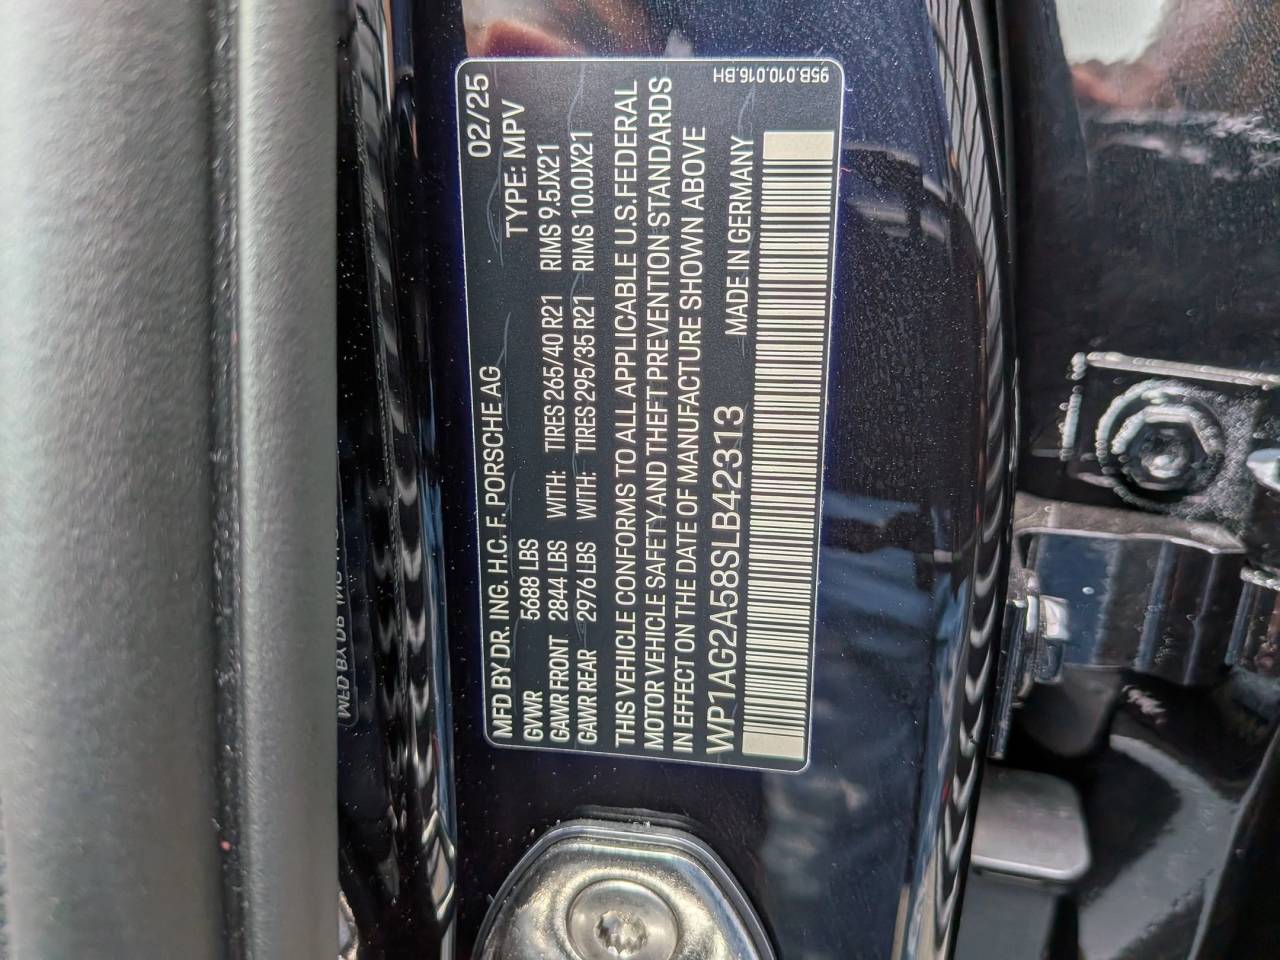 02/25
MFD BY DR. ING. H.C. F. PORSCHE AG TYPE: MPV
GVWR 5688 LBS
GAWR FRONT 2844 LBS WITH: TIRES 265/40 R21 RIMS 9.5JX21
GAWR REAR 2976 LBS WITH: TIRES 295/35 R21 RIMS 10.0JX21
THIS VEHICLE CONFORMS TO ALL APPLICABLE U.S. FEDERAL
MOTOR VEHICLE SAFETY AND THEFT PREVENTION STANDARDS
IN EFFECT ON THE DATE OF MANUFACTURE SHOWN ABOVE
WP1AG2A58SLB42313 MADE IN GERMANY
95B.010.016.BH